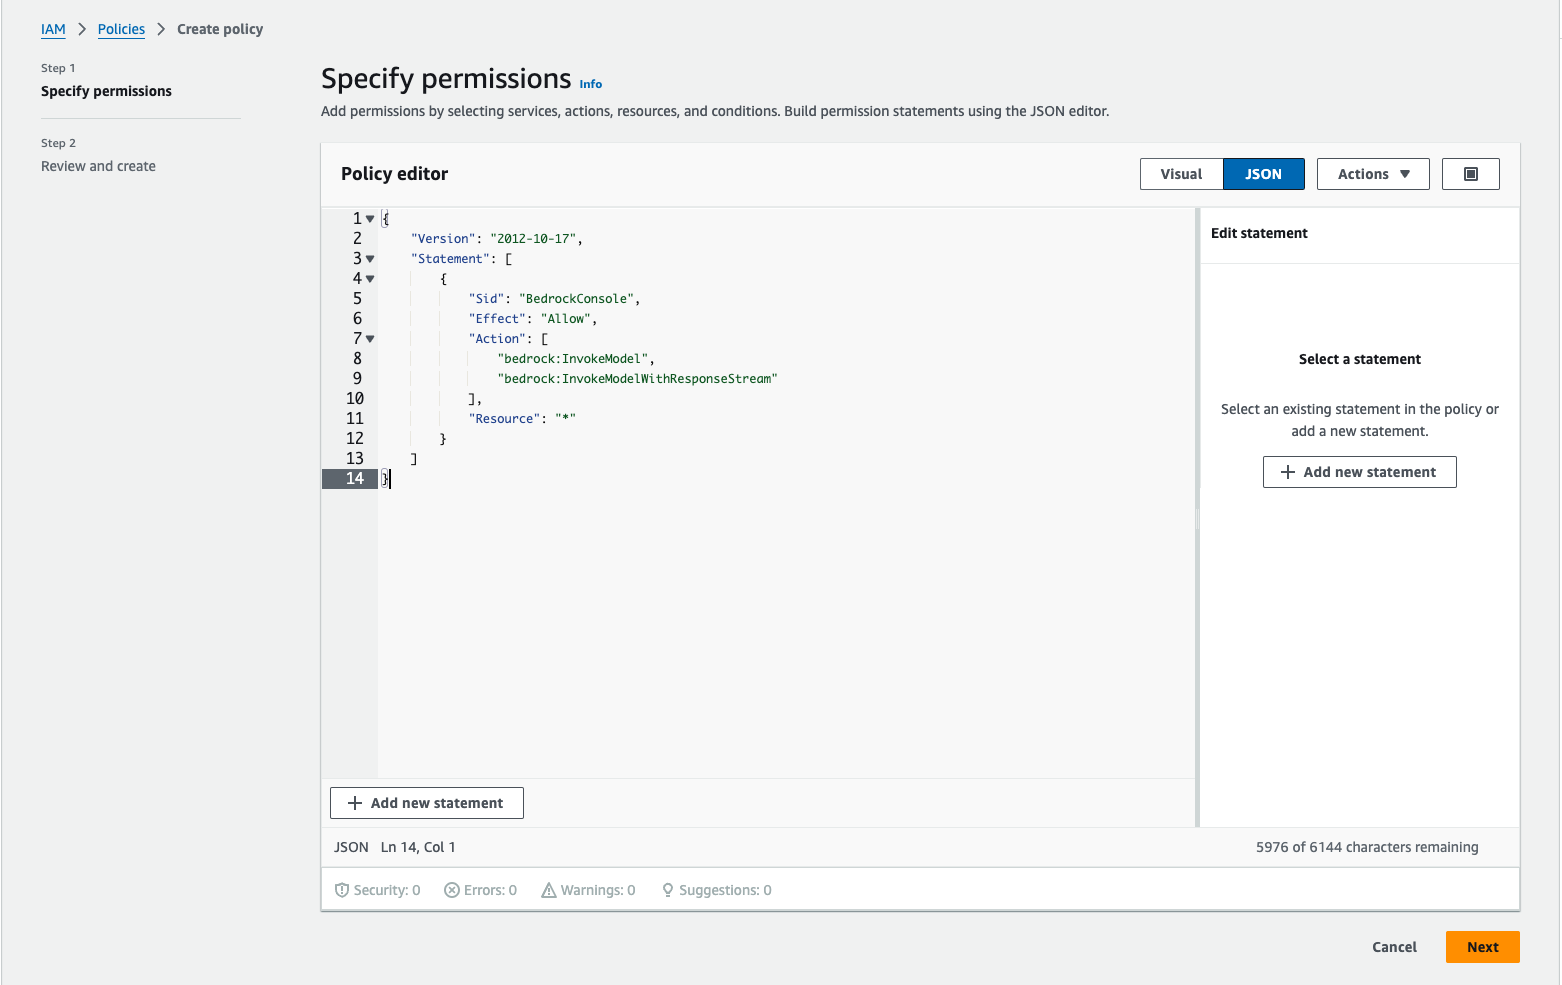 IAM > Policies > Create policy
Step 1
Specify permissions
Step 2
Review and create
Specify permissions Info
Add permissions by selecting services, actions, resources, and conditions. Build permission statements using the JSON editor.
Policy editor
Visual JSON Actions
1 {
2 "Version": "2012-10-17",
3 "Statement": [
4 {
5 "Sid": "BedrockConsole",
6 "Effect": "Allow",
7 "Action": [
8 "bedrock:InvokeModel",
9 "bedrock:InvokeModelWithResponseStream"
10 ],
11 "Resource": "*"
12 }
13 ]
14 }
+ Add new statement
Edit statement
Select a statement
Select an existing statement in the policy or
add a new statement.
+ Add new statement
JSON Ln 14, Col 1
5976 of 6144 characters remaining
Security: 0 Errors: 0 Warnings: 0 Suggestions: 0
Cancel Next